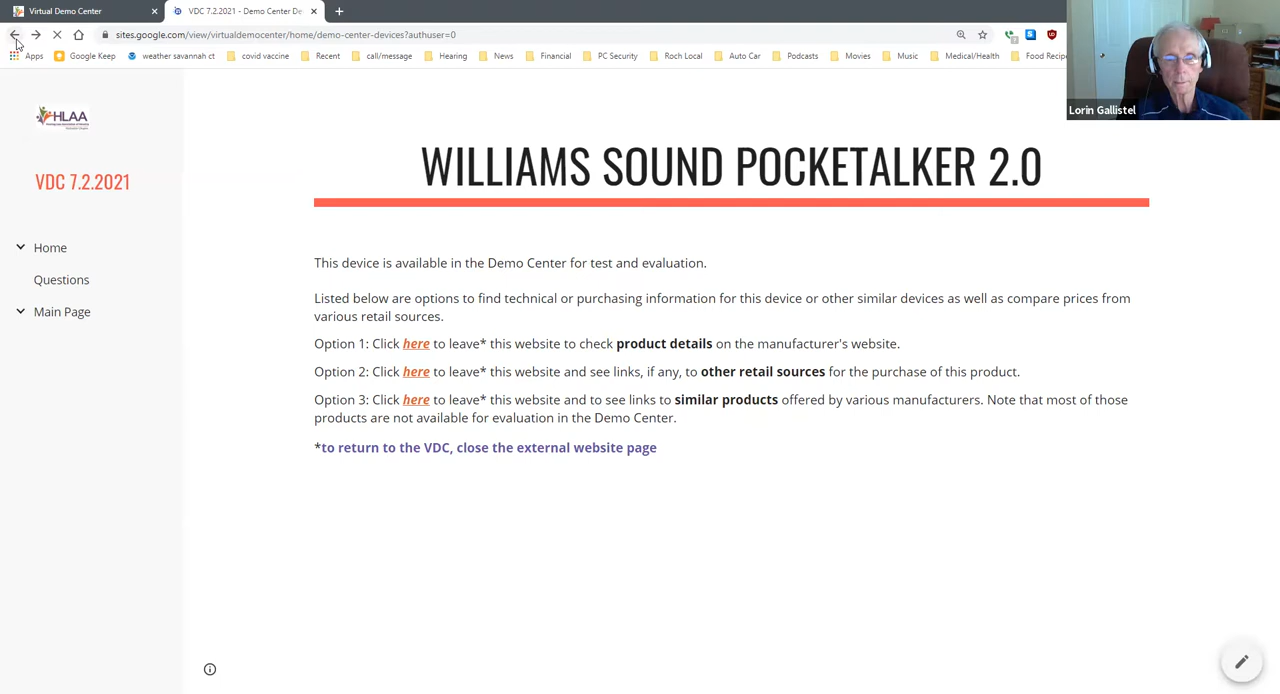 Virtual Demo Center
VDC 7.2.2021 - Demo Center De
sites.google.com/view/virtualdemocenter/home/demo-center-devices?authuser=0
Apps Google Keep weather savannah ct covid vaccine Recent call/message Hearing News Financial PC Security Roch Local Auto Car Podcasts Movies Music Medical/Health Food Recipe
Lorin Gallistel
HLAA
VDC 7.2.2021
Home
Questions
Main Page
WILLIAMS SOUND POCKETALKER 2.0
This device is available in the Demo Center for test and evaluation.
Listed below are options to find technical or purchasing information for this device or other similar devices as well as compare prices from
various retail sources.
Option 1: Click here to leave* this website to check product details on the manufacturer's website.
Option 2: Click here to leave* this website and see links, if any, to other retail sources for the purchase of this product.
Option 3: Click here to leave* this website and to see links to similar products offered by various manufacturers. Note that most of those
products are not available for evaluation in the Demo Center.
*to return to the VDC, close the external website page